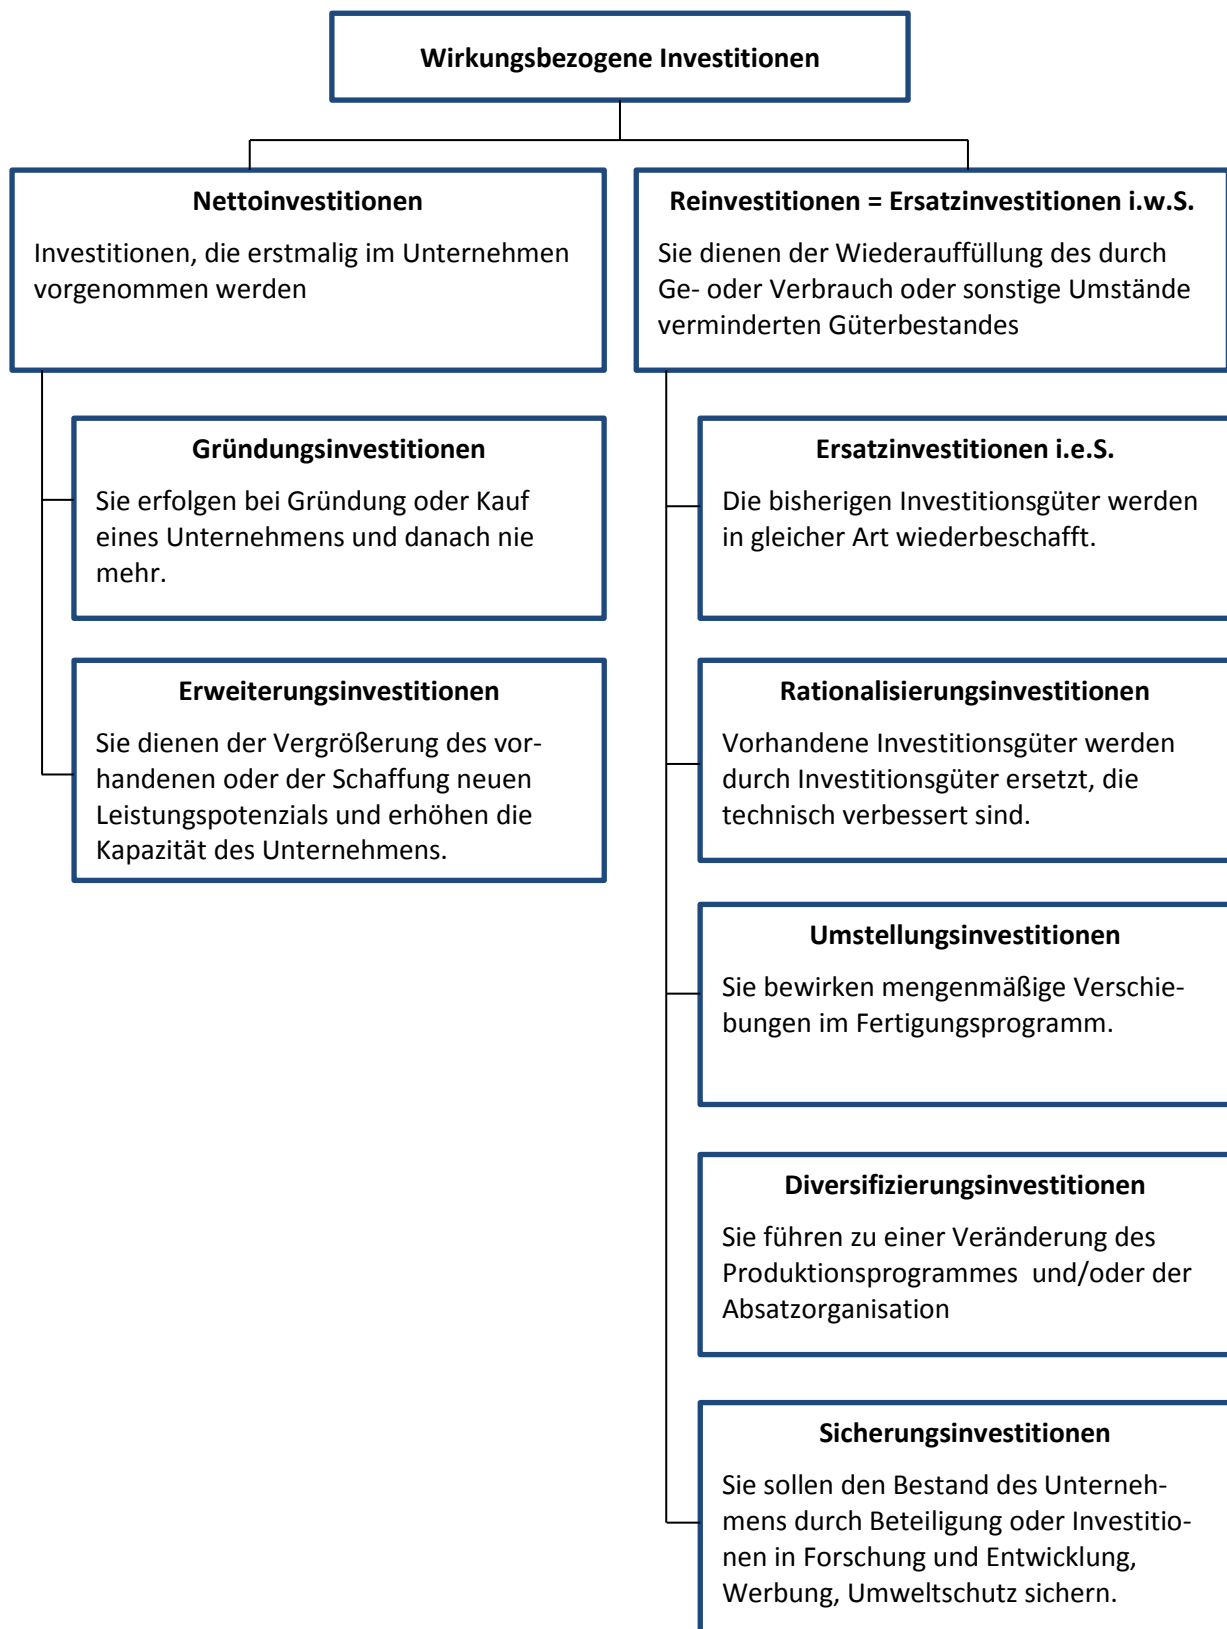 Wirkungsbezogene Investitionen
Nettoinvestitionen
Investitionen, die erstmalig im Unternehmen
vorgenommen werden
Gründungsinvestitionen
Sie erfolgen bei Gründung oder Kauf
eines Unternehmens und danach nie
mehr.
Erweiterungsinvestitionen
Sie dienen der Vergrößerung des vor-
handenen oder der Schaffung neuen
Leistungspotenzials und erhöhen die
Kapazität des Unternehmens.
Reinvestitionen = Ersatzinvestitionen i.w.S.
Sie dienen der Wiederauffüllung des durch
Ge- oder Verbrauch oder sonstige Umstände
verminderten Güterbestandes
Ersatzinvestitionen i.e.S.
Die bisherigen Investitionsgüter werden
in gleicher Art wiederbeschafft.
Rationalisierungsinvestitionen
Vorhandene Investitionsgüter werden
durch Investitionsgüter ersetzt, die
technisch verbessert sind.
Umstellungsinvestitionen
Sie bewirken mengenmäßige Verschie-
bungen im Fertigungsprogramm.
Diversifizierungsinvestitionen
Sie führen zu einer Veränderung des
Produktionsprogrammes und/oder der
Absatzorganisation
Sicherungsinvestitionen
Sie sollen den Bestand des Unterneh-
mens durch Beteiligung oder Investitio-
nen in Forschung und Entwicklung,
Werbung, Umweltschutz sichern.